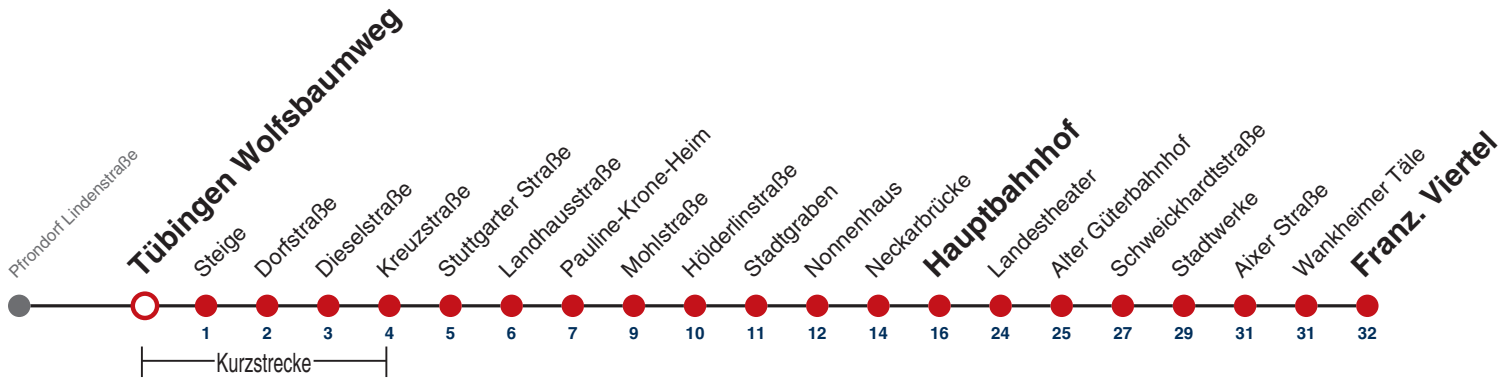 Pfrondorf Lindenstraße
Tübingen Wolfsbaumweg
Steige
Dorfstraße
Dieselstraße
Kreuzstraße
Stuttgarter Straße
Landhausstraße
Pauline-Krone-Heim
Mohlstraße
Hölderlinstraße
Stadtgraben
Nonnenhaus
Neckarbrücke
Hauptbahnhof
Landestheater
Alter Güterbahnhof
Schweickhardtstraße
Stadtwerke
Aixer Straße
Wankheimer Täle
Franz. Viertel
1 2 3 4 5 6 7 9 10 11 12 14 16 24 25 27 29 31 31 32
Kurzstrecke